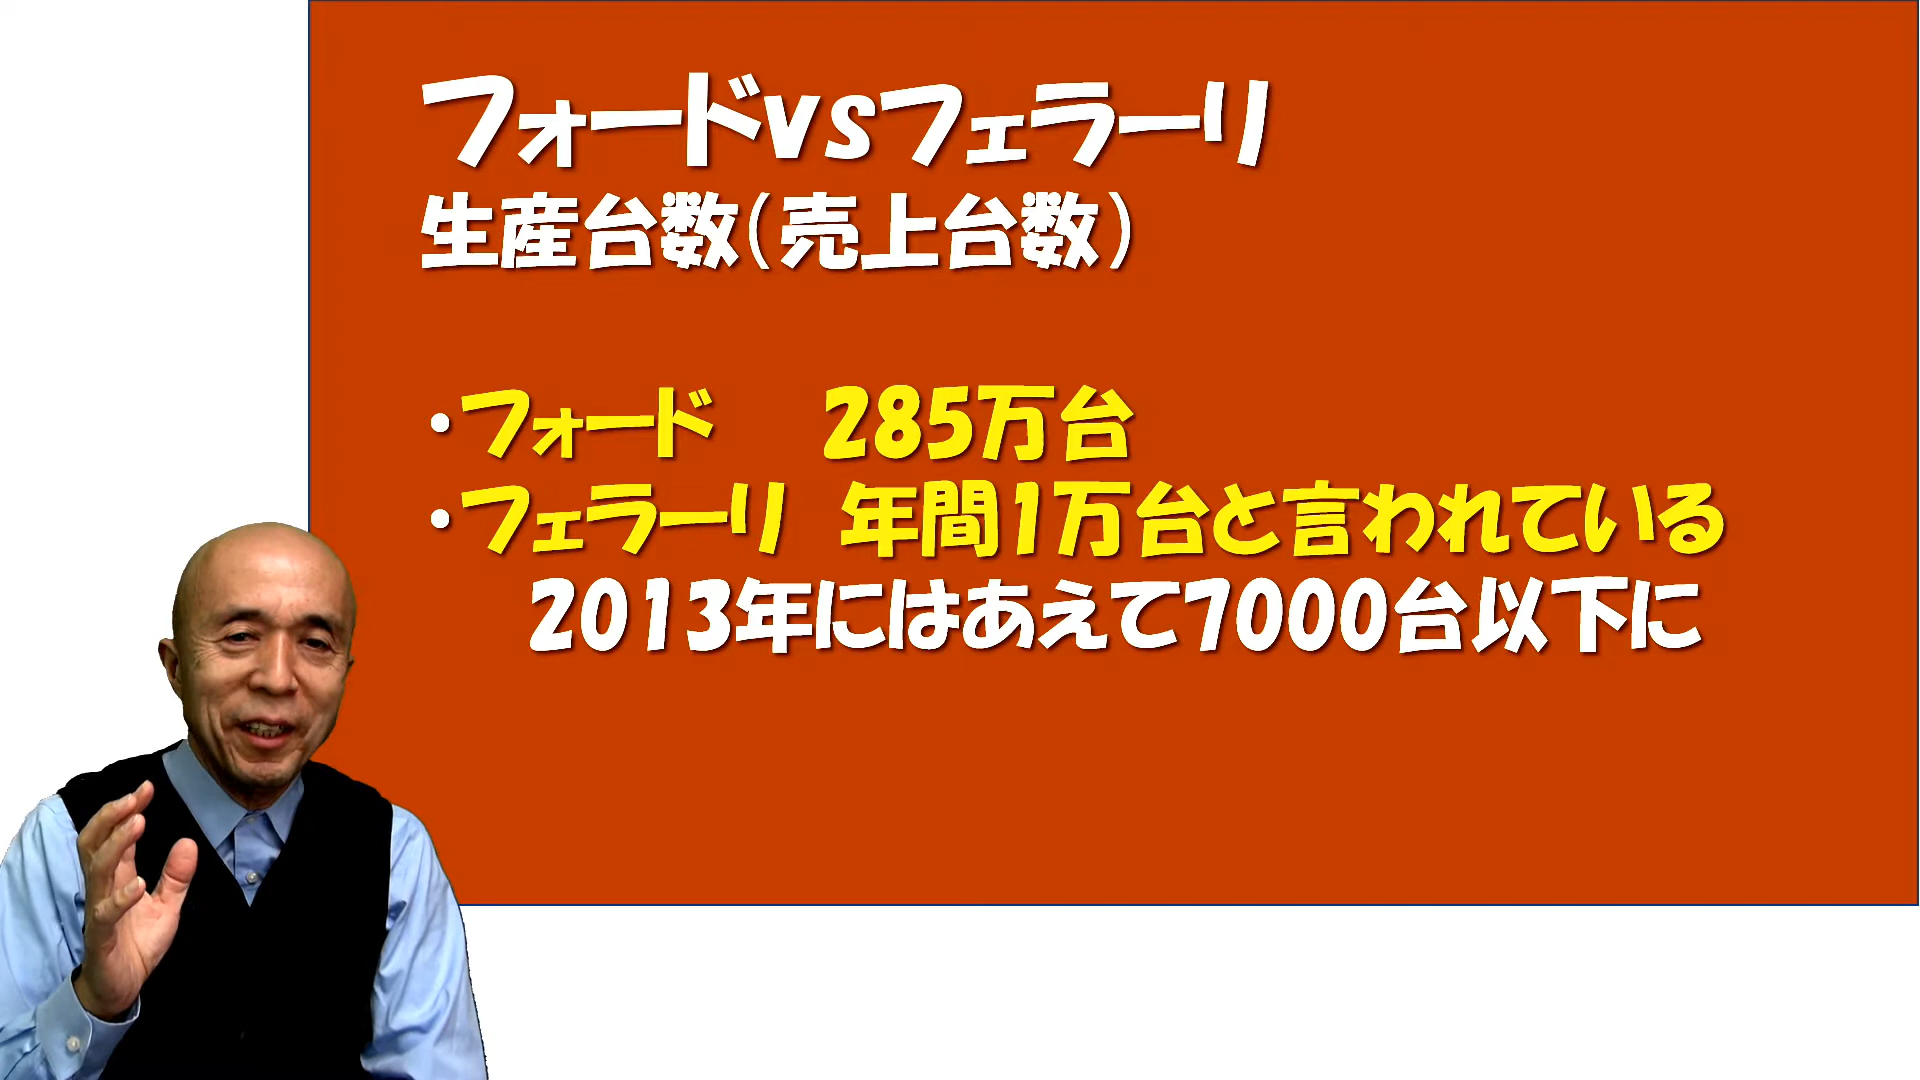 フォードvsフェラーリ
生産台数(売上台数)
・フォード　285万台
・フェラーリ　年間1万台と言われている
2013年にはあえて7000台以下に